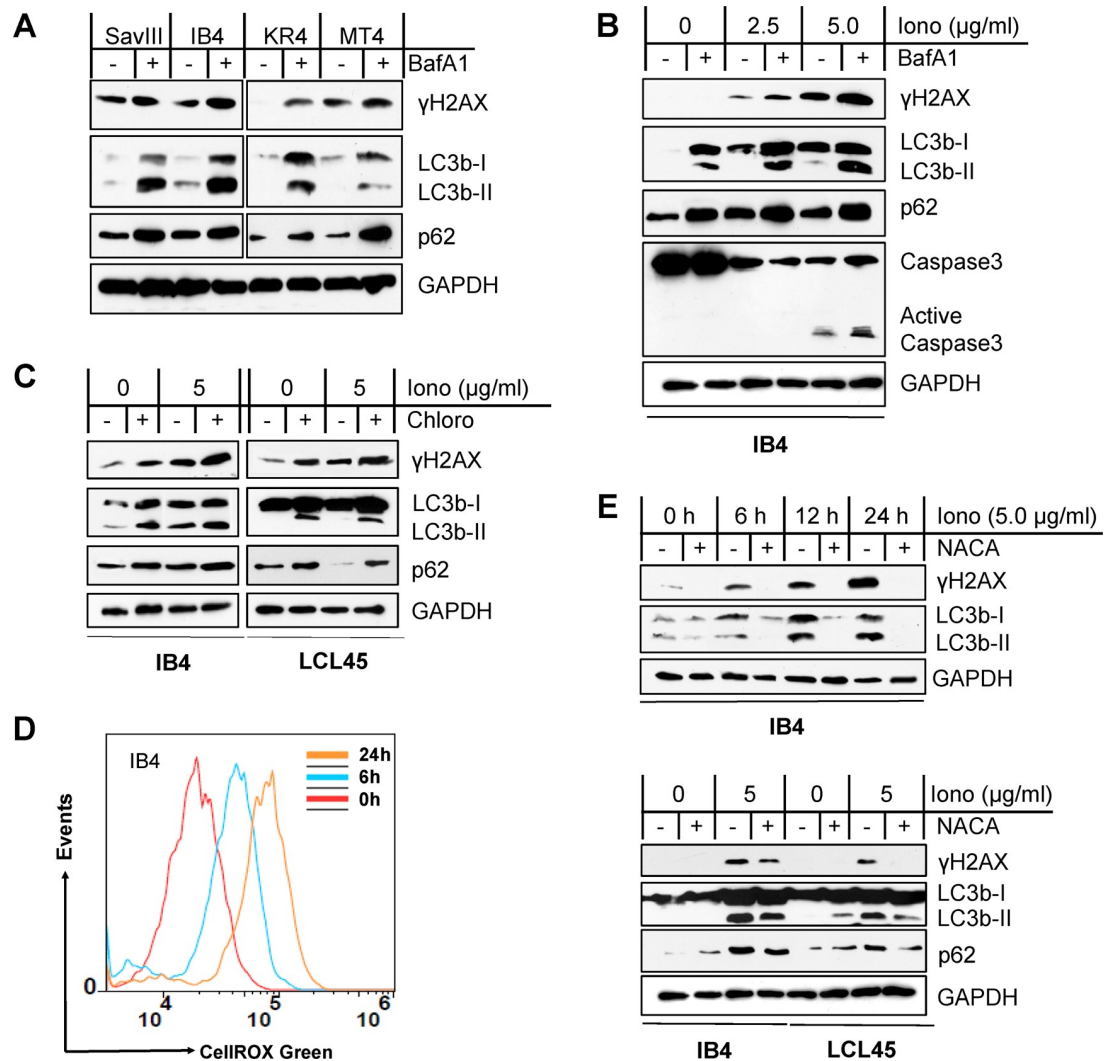 A
SavIII IB4 KR4 MT4
- + - + - + - + BafA1
γH2AX
LC3b-I
LC3b-II
p62
GAPDH
B
0 2.5 5.0 Iono (μg/ml)
- + - + - + BafA1
γH2AX
LC3b-I
LC3b-II
p62
Caspase3
Active
Caspase3
GAPDH
IB4
C
0 5 0 5 Iono (μg/ml)
- + - + - + - + Chloro
γH2AX
LC3b-I
LC3b-II
p62
GAPDH
IB4 LCL45
D
IB4
24h
6h
0h
Events
0
10 4 10 5 10 6
CellROX Green
E
0 h 6 h 12 h 24 h Iono (5.0 μg/ml)
- + - + - + - + NACA
γH2AX
LC3b-I
LC3b-II
GAPDH
IB4
0 5 0 5 Iono (μg/ml)
- + - + - + - + NACA
γH2AX
LC3b-I
LC3b-II
p62
GAPDH
IB4 LCL45